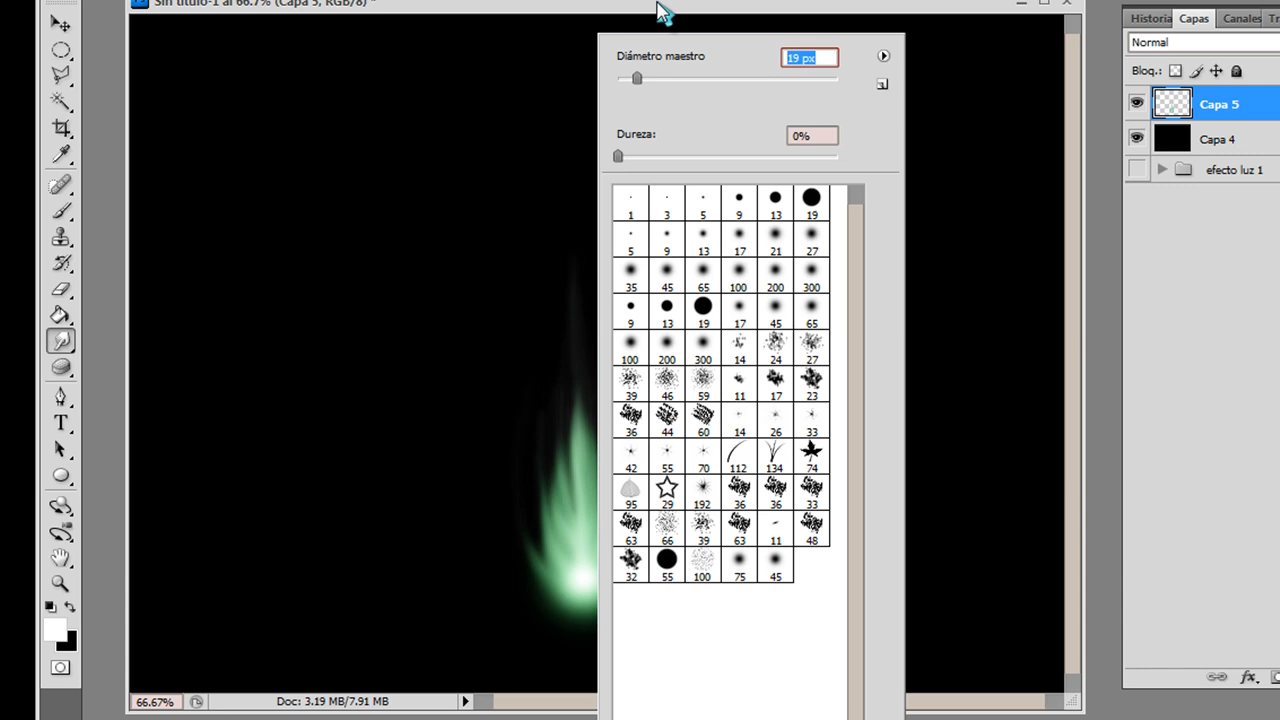 Sin título-1 al 66.7% (Capa 5, RGB/8) *
Diámetro maestro
19 px
Dureza:
0%
1 3 5 9 13 19
5 9 13 17 21 27
35 45 65 100 200 300
9 13 19 17 45 65
100 200 300 14 24 27
39 46 59 11 17 23
36 44 60 14 26 33
42 55 70 112 134 74
95 29 192 36 36 33
63 66 39 63 11 48
32 55 100 75 45
T
66.67%
Doc: 3.19 MB/7.91 MB
Historia Capas Canales
Normal
Bloq.:
Capa 5
Capa 4
efecto luz 1
fx